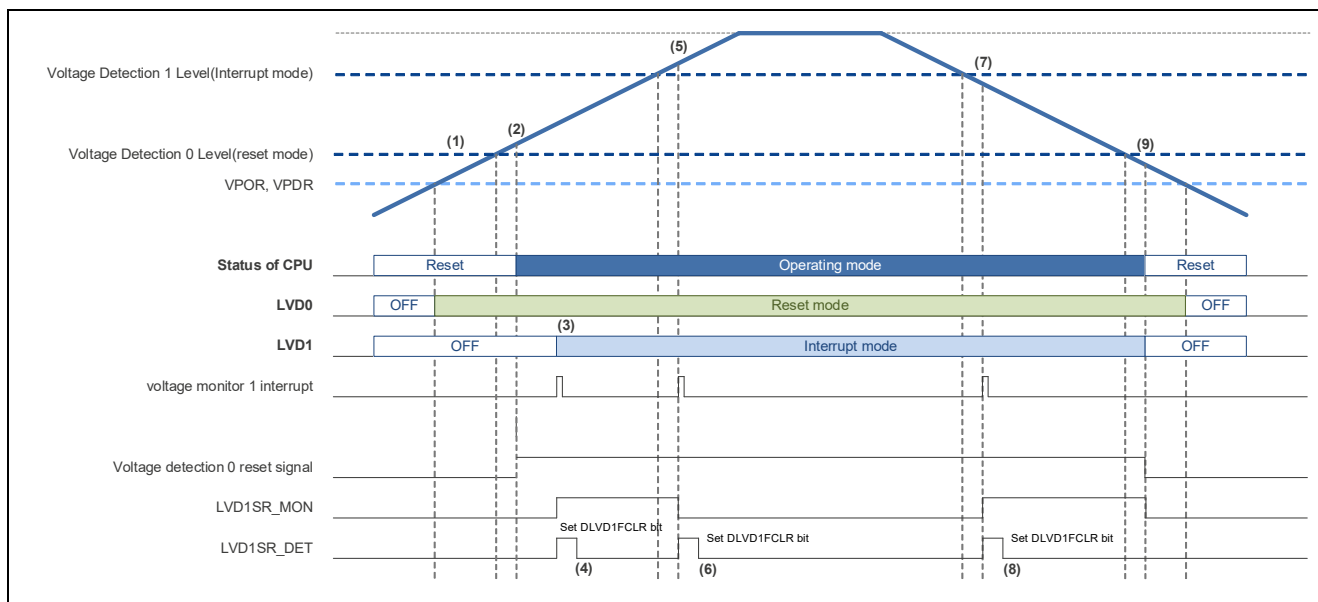 (5)
Voltage Detection 1 Level(Interrupt mode)
(7)
(2)
(1)
Voltage Detection 0 Level(reset mode)
(9)
VPOR, VPDR
Status of CPU Reset Operating mode Reset
LVD0 OFF Reset mode OFF
(3)
LVD1 OFF Interrupt mode OFF
voltage monitor 1 interrupt
Voltage detection 0 reset signal
LVD1SR_MON
Set DLVD1FCLR bit Set DLVD1FCLR bit Set DLVD1FCLR bit
LVD1SR_DET
(4) (6) (8)